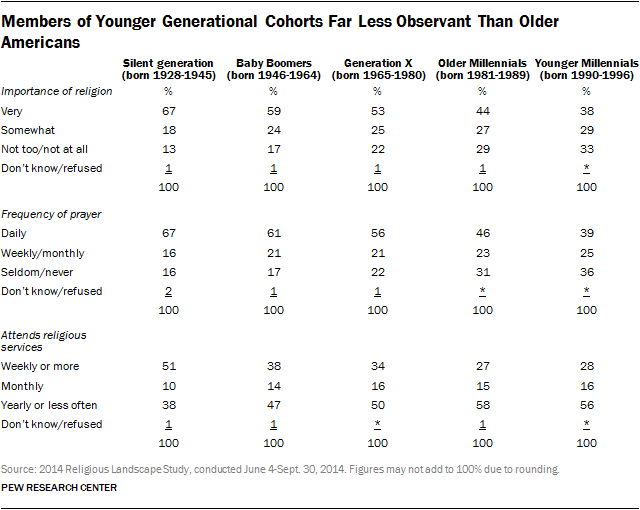 Members of Younger Generational Cohorts Far Less Observant Than Older
Americans
Silent generation Baby Boomers Generation X Older Millennials Younger Millennials
(born 1928-1945) (born 1946-1964) (born 1965-1980) (born 1981-1989) (born 1990-1996)
Importance of religion % % % % %
Very 67 59 53 44 38
Somewhat 18 24 25 27 29
Not too/not at all 13 17 22 29 33
Don't know/refused 1 1 1 1 *
100 100 100 100 100
Frequency of prayer
Daily 67 61 56 46 39
Weekly/monthly 16 21 21 23 25
Seldom/never 16 17 22 31 36
Don't know/refused 2 1 1 * *
100 100 100 100 100
Attends religious
services
Weekly or more 51 38 34 27 28
Monthly 10 14 16 15 16
Yearly or less often 38 47 50 58 56
Don't know/refused 1 1 * 1 *
100 100 100 100 100
Source: 2014 Religious Landscape Study, conducted June 4-Sept. 30, 2014. Figures may not add to 100% due to rounding.
PEW RESEARCH CENTER